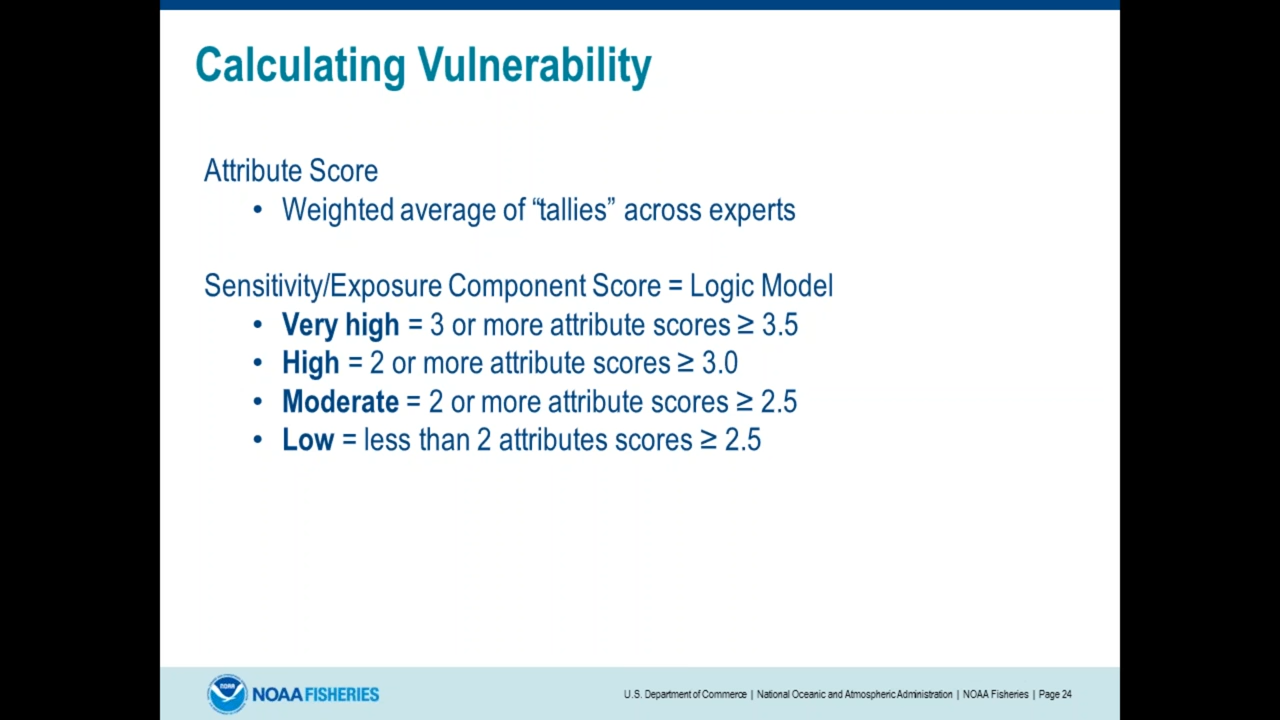 Calculating Vulnerability
Attribute Score
• Weighted average of “tallies” across experts
Sensitivity/Exposure Component Score = Logic Model
• Very high = 3 or more attribute scores ≥ 3.5
• High = 2 or more attribute scores ≥ 3.0
• Moderate = 2 or more attribute scores ≥ 2.5
• Low = less than 2 attributes scores ≥ 2.5
NOAA
NOAA FISHERIES
U.S. Department of Commerce | National Oceanic and Atmospheric Administration | NOAA Fisheries | Page 24